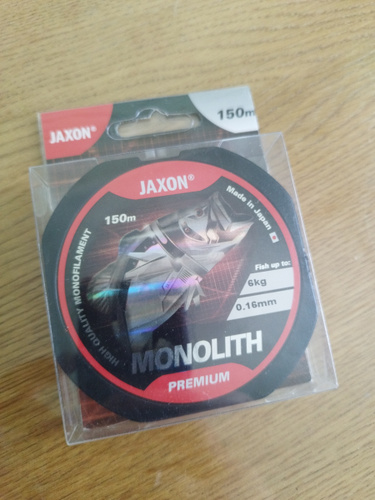 JAXON®
150m
JAXON®
150m
Made in Japan
HIGH QUALITY MONOFILAMENT
Fish up to:
6kg
0.16mm
MONOLITH
PREMIUM